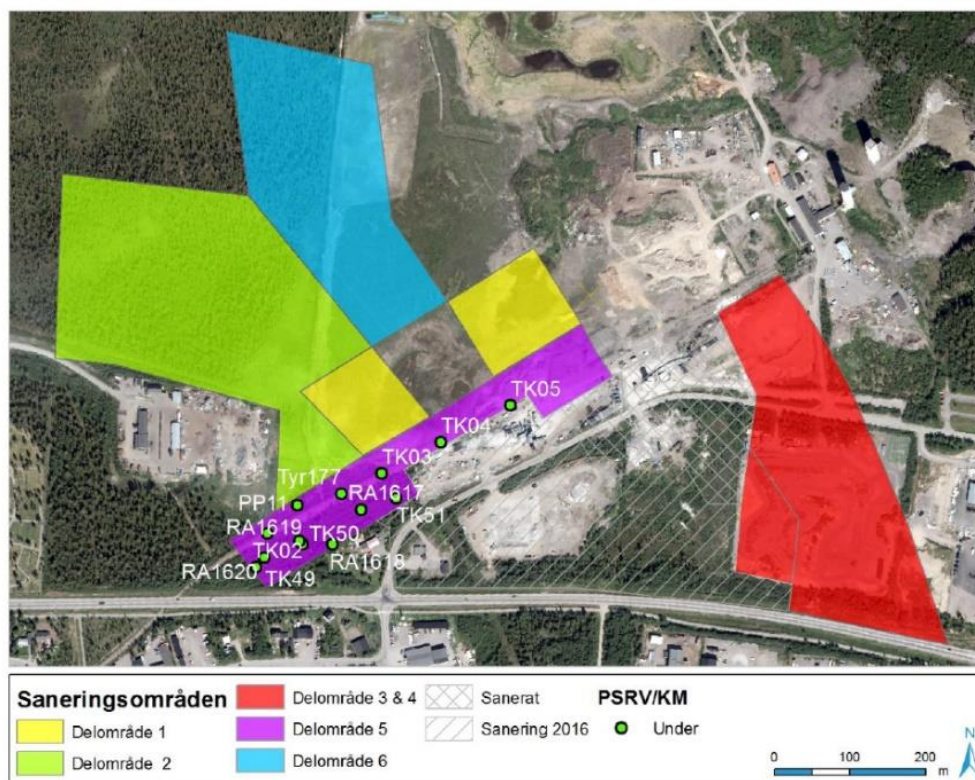 TK05
TK04
TK03
Tyr177
RA1617
PP11
TK51
RA1619
TK50
TK02
RA1618
RA1620
TK49
Saneringsområden
Delområde 1
Delområde 2
Delområde 3 & 4
Delområde 5
Delområde 6
Sanerat
Sanering 2016
PSRV/KM
Under
N
0 100 200
m